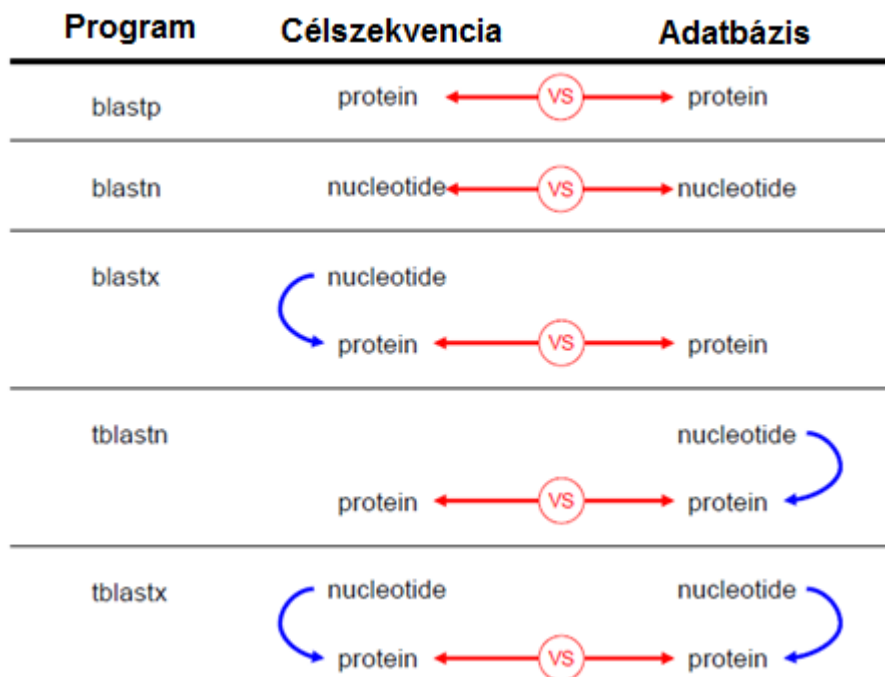 Program Célszekvencia Adatbázis
blastp protein VS protein
blastn nucleotide VS nucleotide
blastx nucleotide
protein VS protein
tblastn nucleotide
protein VS protein
tblastx nucleotide nucleotide
protein VS protein